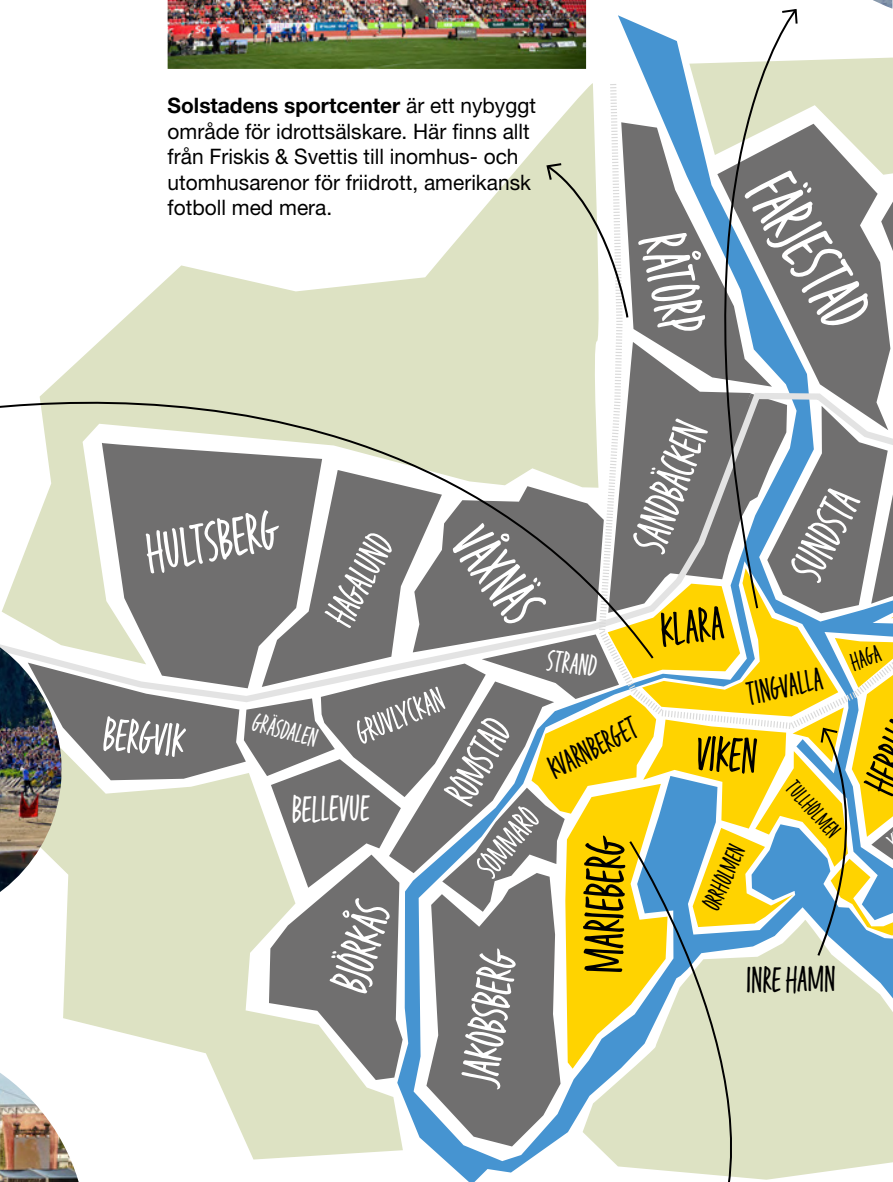 Solstadens sportcenter är ett nybyggt
område för idrottsälskare. Här finns allt
från Friskis & Svettis till inomhus- och
utomhusarenor för friidrott, amerikansk
fotboll med mera.
FÄRJESTAD
RÅTORP
SANDBÄCKEN
SUNDSTA
HULTSBERG
HAGALUND
VÅXNÄS
KLARA
STRAND
HAGA
TINGVALLA
BERGVIK
GRÄSDALEN
GRUVLYCKAN
ROMSTAD
KVARNBERGET
VIKEN
BELLEVUE
SOMMARO
TULLHOLMEN
MARIEBERG
ORRHOLMEN
BJÖRKÅS
JAKOBSBERG
INRE HAMN